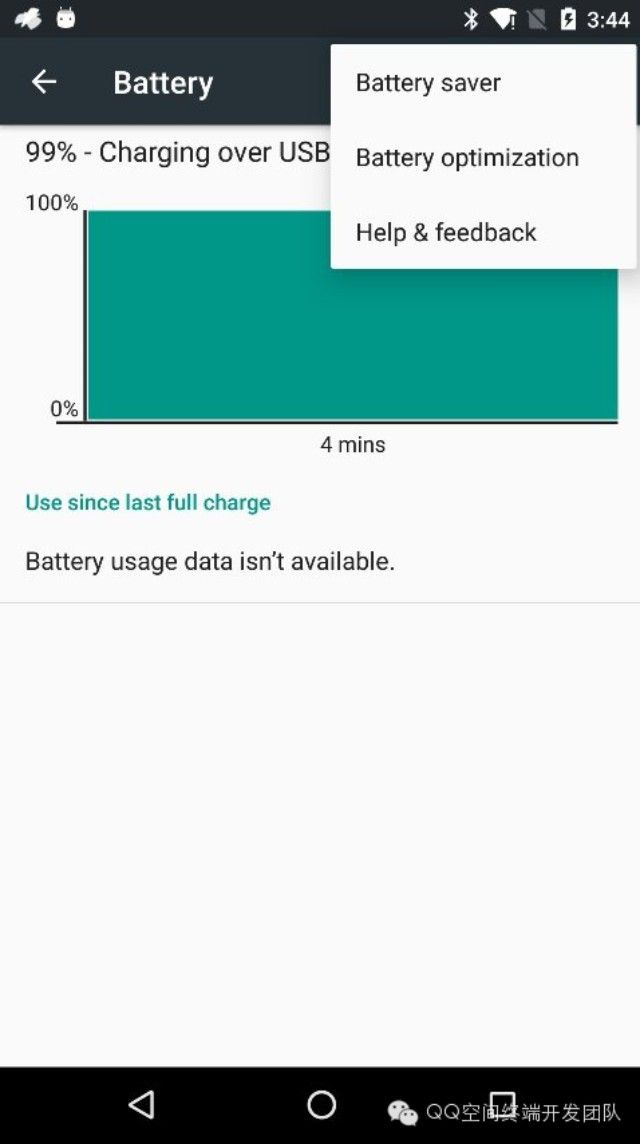 3:44
Battery
Battery saver
99% - Charging over USB
Battery optimization
100%
Help & feedback
0%
4 mins
Use since last full charge
Battery usage data isn’t available.
QQ空间终端开发团队